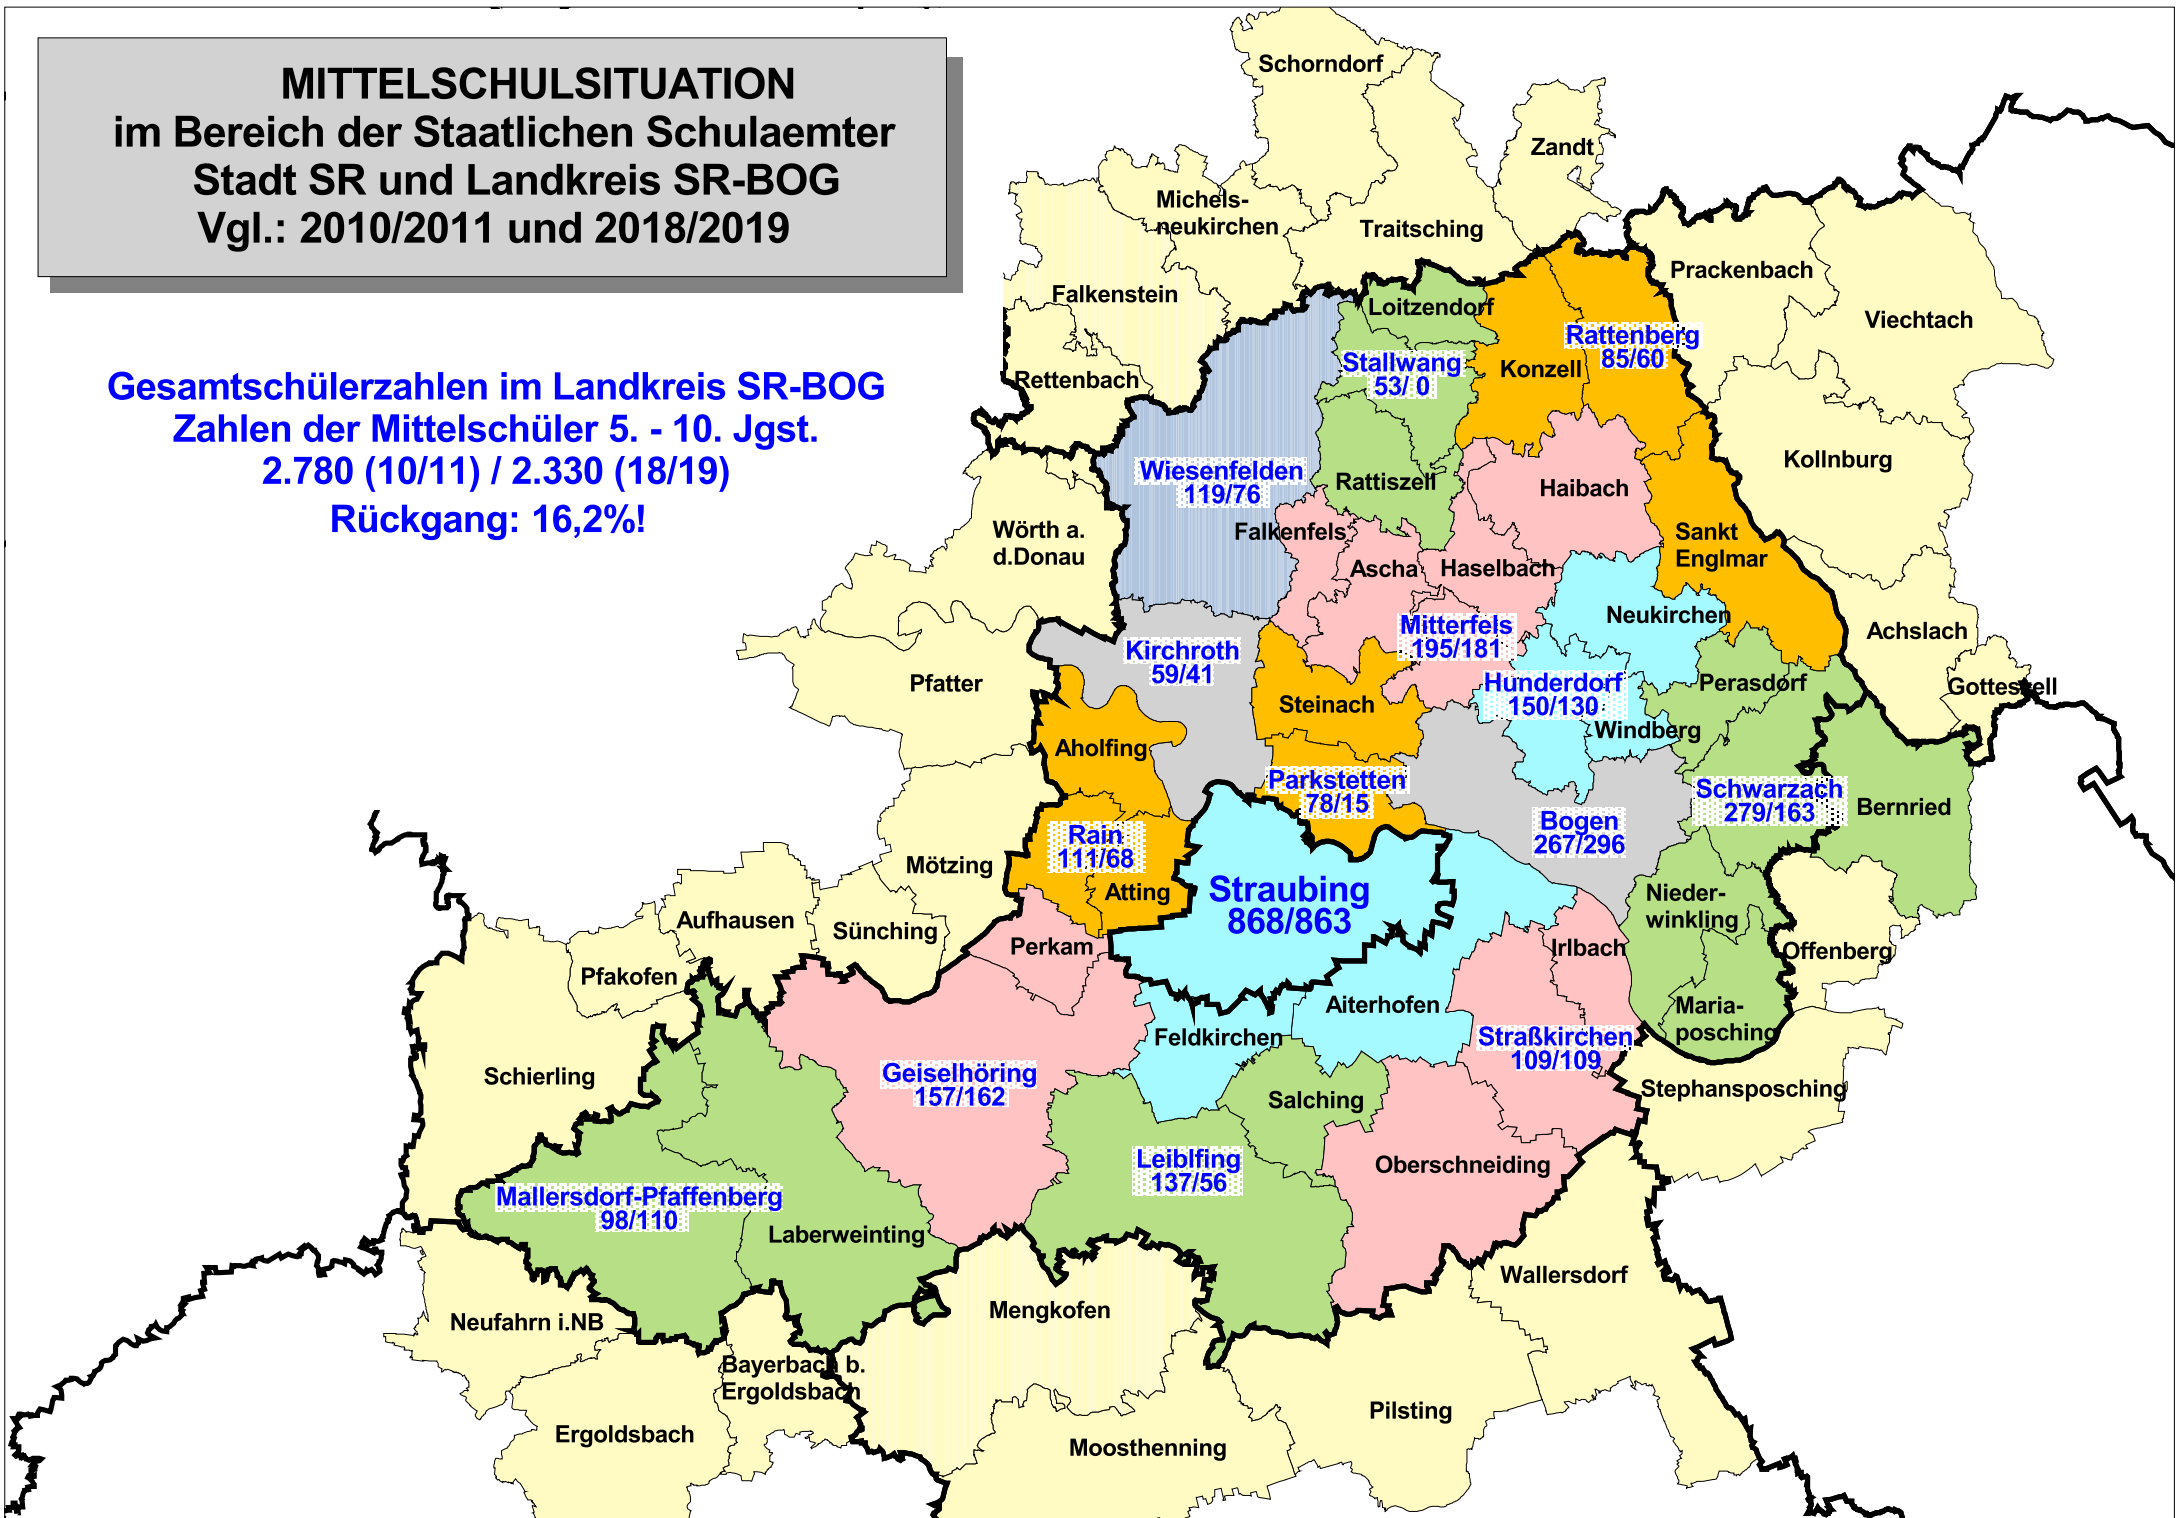 MITTELSCHULSITUATION
im Bereich der Staatlichen Schulaemter
Stadt SR und Landkreis SR-BOG
Vgl.: 2010/2011 und 2018/2019
Gesamtschülerzahlen im Landkreis SR-BOG
Zahlen der Mittelschüler 5. - 10. Jgst.
2.780 (10/11) / 2.330 (18/19)
Rückgang: 16,2%!
Schorndorf
Zandt
Michels-
neukirchen
Traitsching
Falkenstein
Prackenbach
Loitzendorf
Viechtach
Rattenberg
85/60
Stallwang
53/ 0
Konzell
Rettenbach
Kollnburg
Wiesenfelden
119/76
Rattiszell
Haibach
Wörth a.
d.Donau
Falkenfels
Sankt
Englmar
Ascha
Haselbach
Neukirchen
Mitterfels
195/181
Achslach
Kirchroth
59/41
Pfatter
Hunderdorf
150/130
Perasdorf
Gotteszell
Steinach
Windberg
Aholfing
Parkstetten
78/15
Schwarzach
279/163
Bernried
Bogen
267/296
Rain
111/68
Mötzing
Atting
Straubing
868/863
Nieder-
winkling
Aufhausen
Sünching
Perkam
Irlbach
Offenberg
Pfakofen
Aiterhofen
Maria-
posching
Feldkirchen
Straßkirchen
109/109
Schierling
Geiselhöring
157/162
Stephansposching
Salching
Leiblfing
137/56
Oberschneiding
Mallersdorf-Pfaffenberg
98/110
Laberweinting
Wallersdorf
Mengkofen
Neufahrn i.NB
Bayerbach b.
Ergoldsbach
Pilsting
Ergoldsbach
Moosthenning